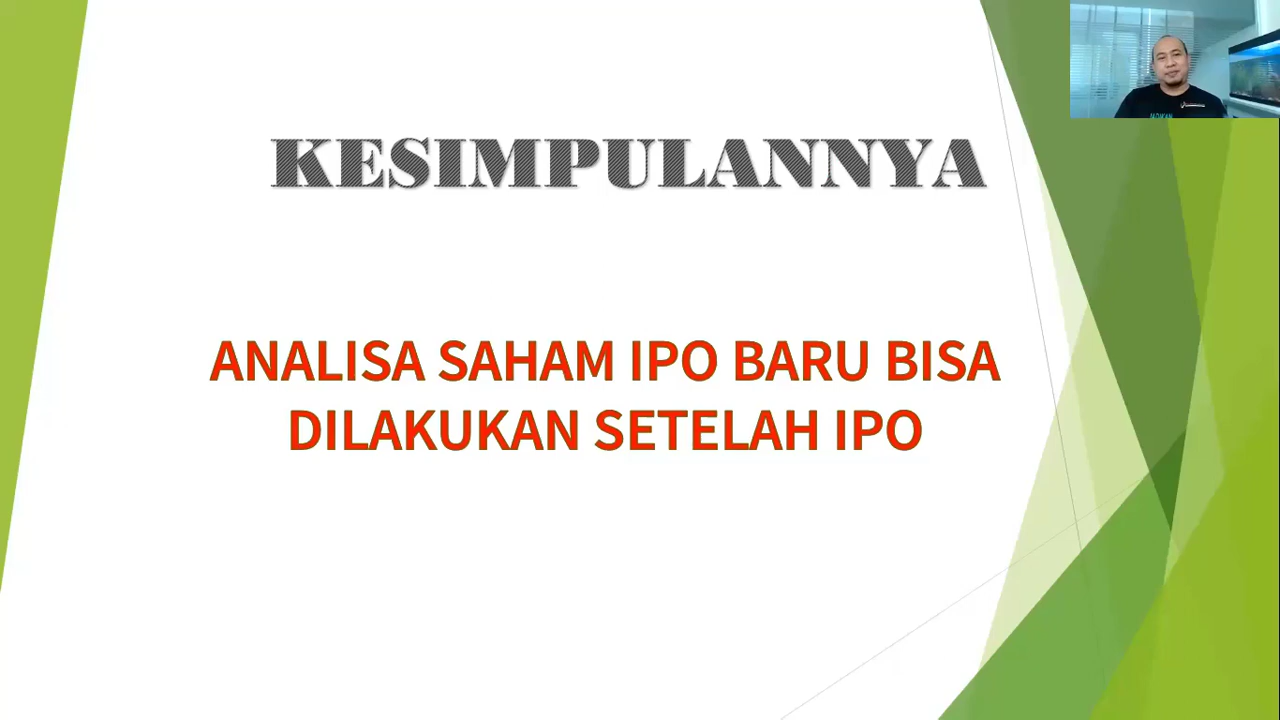 KESIMPULANNYA
ANALISA SAHAM IPO BARU BISA
DILAKUKAN SETELAH IPO